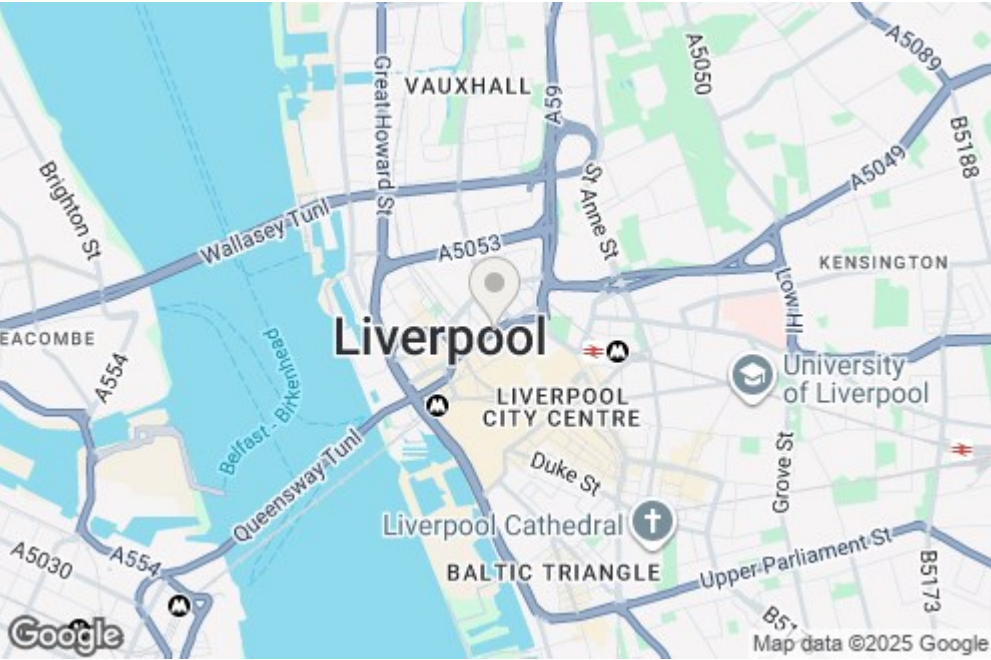 A5089
A5050
VAUXHALL
A59
Great Howard St
B5188
A5049
Brighton St
St Anne St
Wallasey Tunl
A5053
KENSINGTON
Low Hill
Liverpool
EACOMBE
A554
University
of Liverpool
LIVERPOOL
CITY CENTRE
Belfast - Birkenhead
Queensway Tunl
Duke St
Grove St
Liverpool Cathedral
A5030
A554
BALTIC TRIANGLE
Upper Parliament St
B5173
Google
Map data ©2025 Google